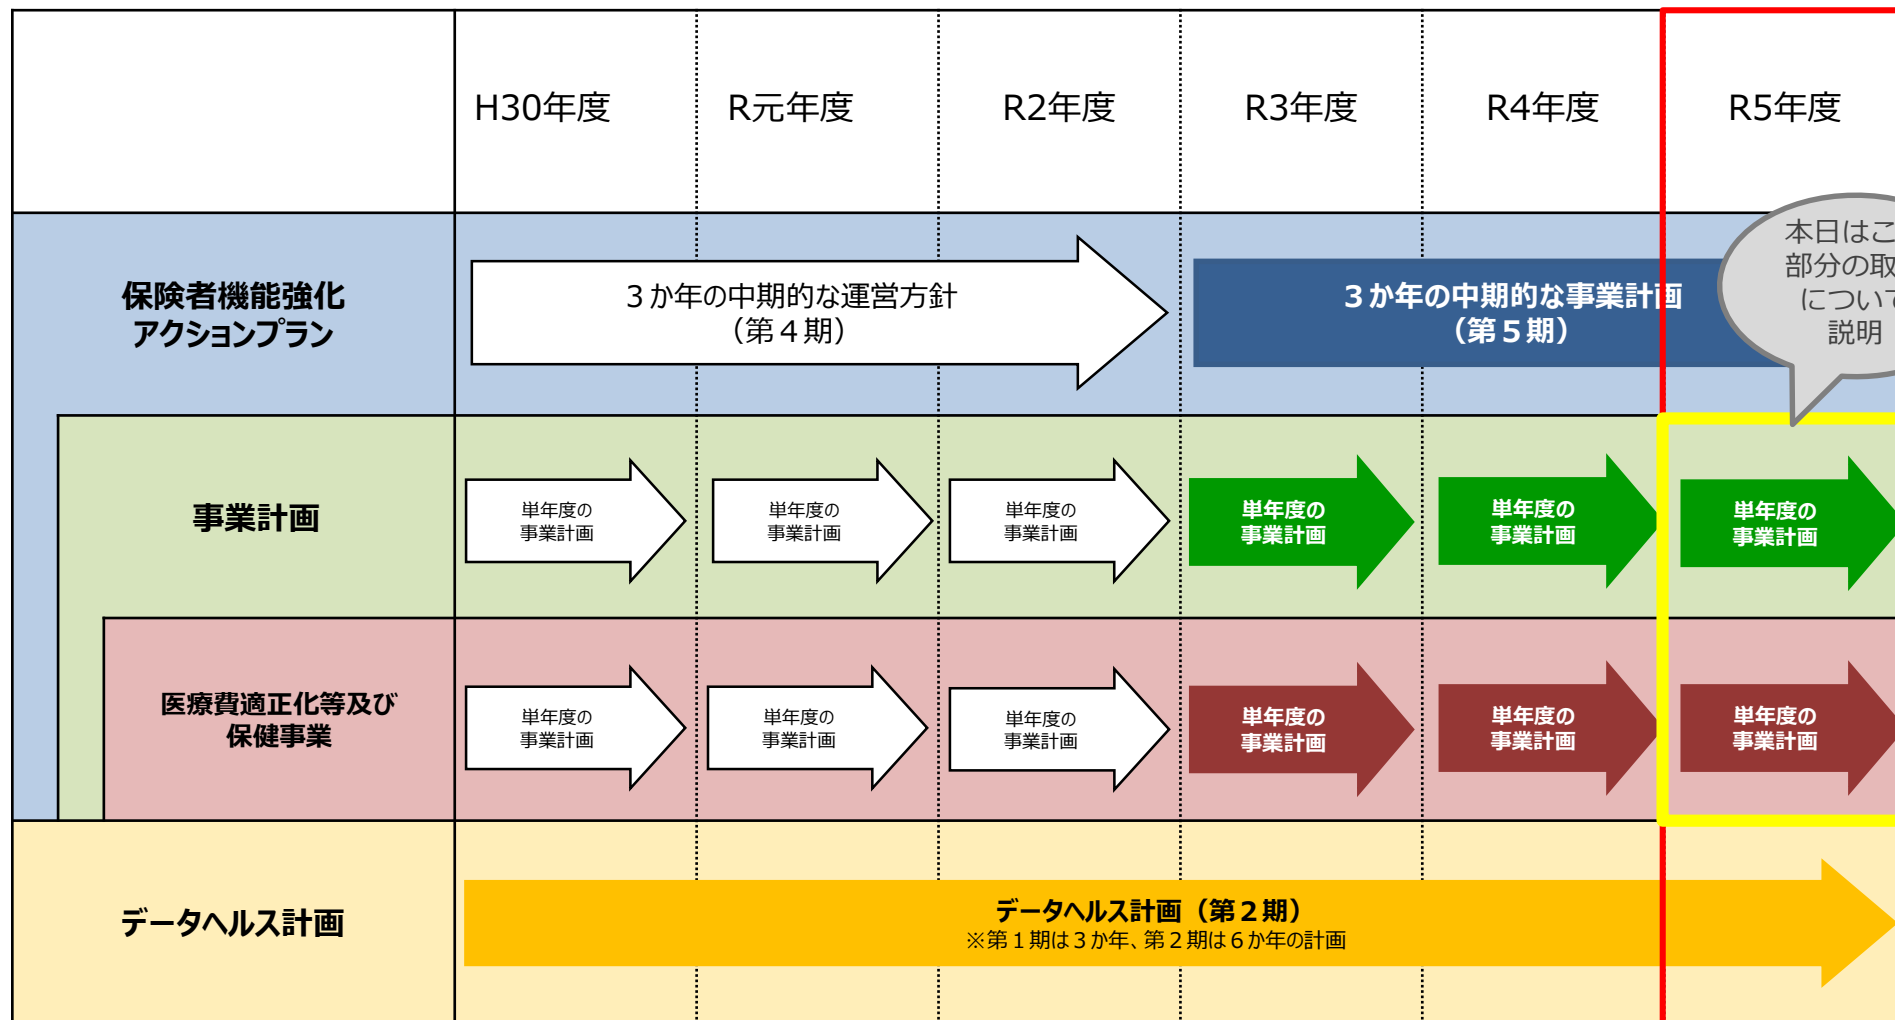 H30年度
R元年度
R2年度
R3年度
R4年度
R5年度
保険者機能強化
アクションプラン
３か年の中期的な運営方針
（第４期）
３か年の中期的な事業計画
（第５期）
本日はこ
部分の取
につい
説明
事業計画
単年度の
事業計画
単年度の
事業計画
単年度の
事業計画
単年度の
事業計画
単年度の
事業計画
単年度の
事業計画
医療費適正化等及び
保健事業
単年度の
事業計画
単年度の
事業計画
単年度の
事業計画
単年度の
事業計画
単年度の
事業計画
単年度の
事業計画
データヘルス計画
データヘルス計画（第２期）
※第１期は３か年、第２期は６か年の計画